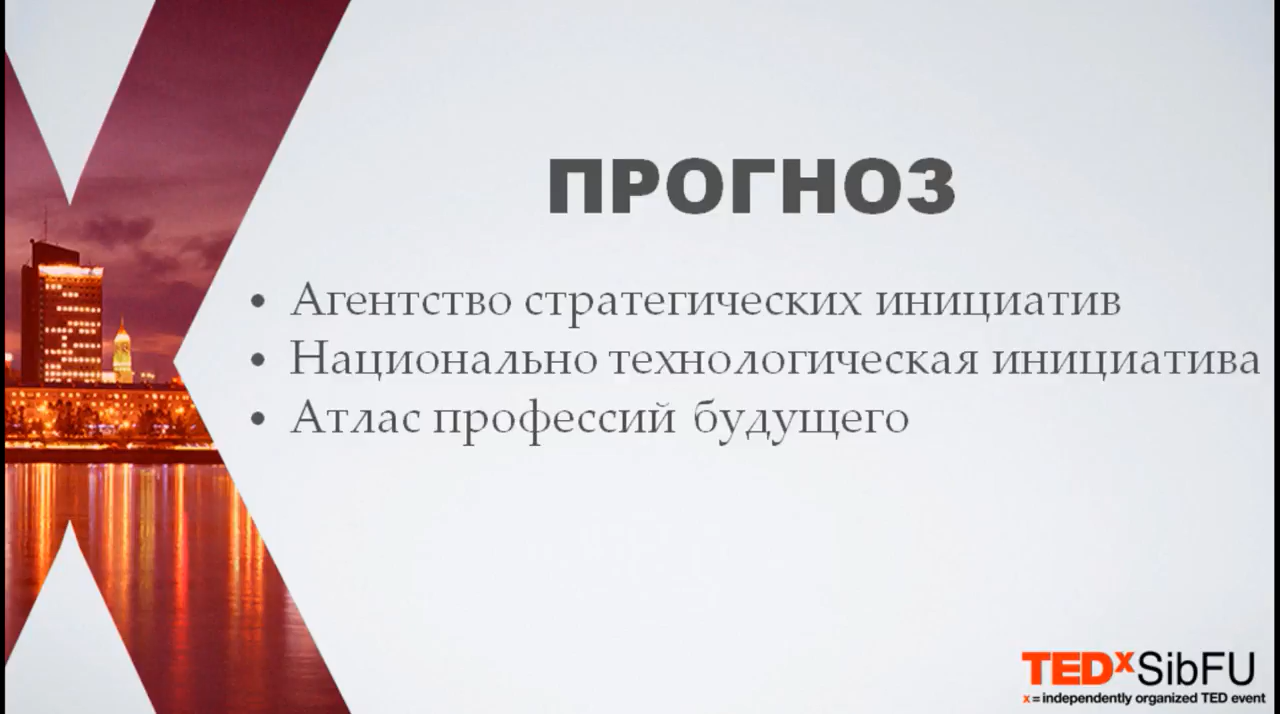 ПРОГНОЗ
• Агентство стратегических инициатив
• Национально технологическая инициатива
• Атлас профессий будущего
TEDxSibFU
x = independently organized TED event